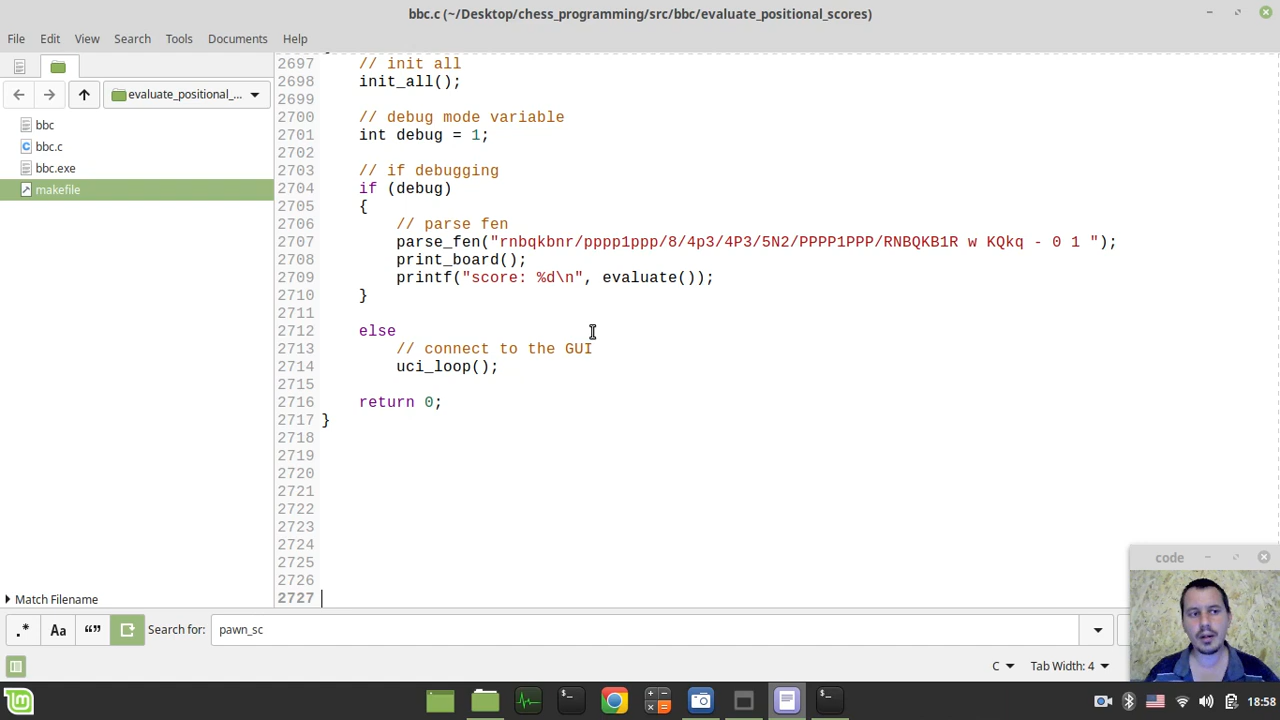 bbc.c (~/Desktop/chess_programming/src/bbc/evaluate_positional_scores)
File Edit View Search Tools Documents Help
evaluate_positional_...
bbc
bbc.c
bbc.exe
makefile
Match Filename
2697 // init all
2698 init_all();
2699
2700 // debug mode variable
2701 int debug = 1;
2702
2703 // if debugging
2704 if (debug)
2705 {
2706 // parse fen
2707 parse_fen("rnbqkbnr/pppp1ppp/8/4p3/4P3/5N2/PPPP1PPP/RNBQKB1R w KQkq - 0 1 ");
2708 print_board();
2709 printf("score: %d\n", evaluate());
2710 }
2711
2712 else
2713 // connect to the GUI
2714 uci_loop();
2715
2716 return 0;
2717 }
2718
2719
2720
2721
2722
2723
2724
2725
2726
2727
code
.* Aa “” Search for: pawn_sc
C Tab Width: 4
18:58